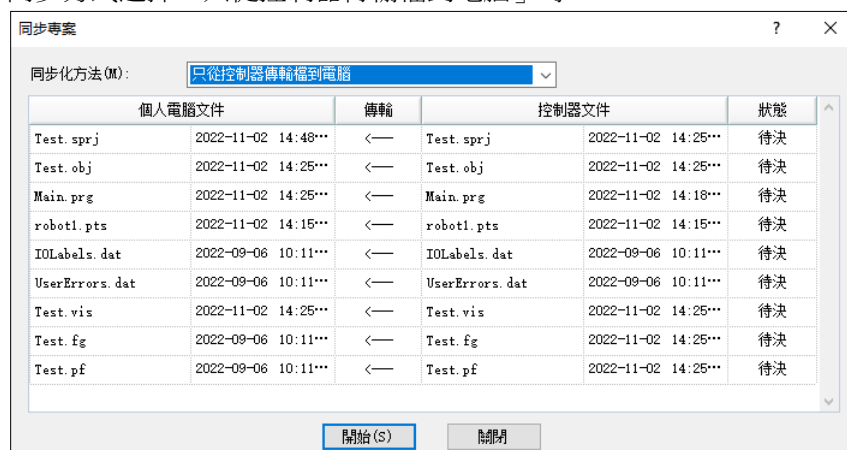 同步專案 ? ×
同步化方法(M): 只從控制器傳輸檔到電腦
個人電腦文件 傳輸 控制器文件 狀態
Test.sprj 2022-11-02 14:48… <── Test.sprj 2022-11-02 14:25… 待決
Test.obj 2022-11-02 14:25… <── Test.obj 2022-11-02 14:25… 待決
Main.prg 2022-11-02 14:25… <── Main.prg 2022-11-02 14:18… 待決
robot1.pts 2022-11-02 14:15… <── robot1.pts 2022-11-02 14:15… 待決
IOLabels.dat 2022-09-06 10:11… <── IOLabels.dat 2022-09-06 10:11… 待決
UserErrors.dat 2022-09-06 10:11… <── UserErrors.dat 2022-09-06 10:11… 待決
Test.vis 2022-11-02 14:25… <── Test.vis 2022-11-02 14:25… 待決
Test.fg 2022-09-06 10:11… <── Test.fg 2022-11-02 14:25… 待決
Test.pf 2022-09-06 10:11… <── Test.pf 2022-11-02 14:25… 待決
開始(S) 關閉